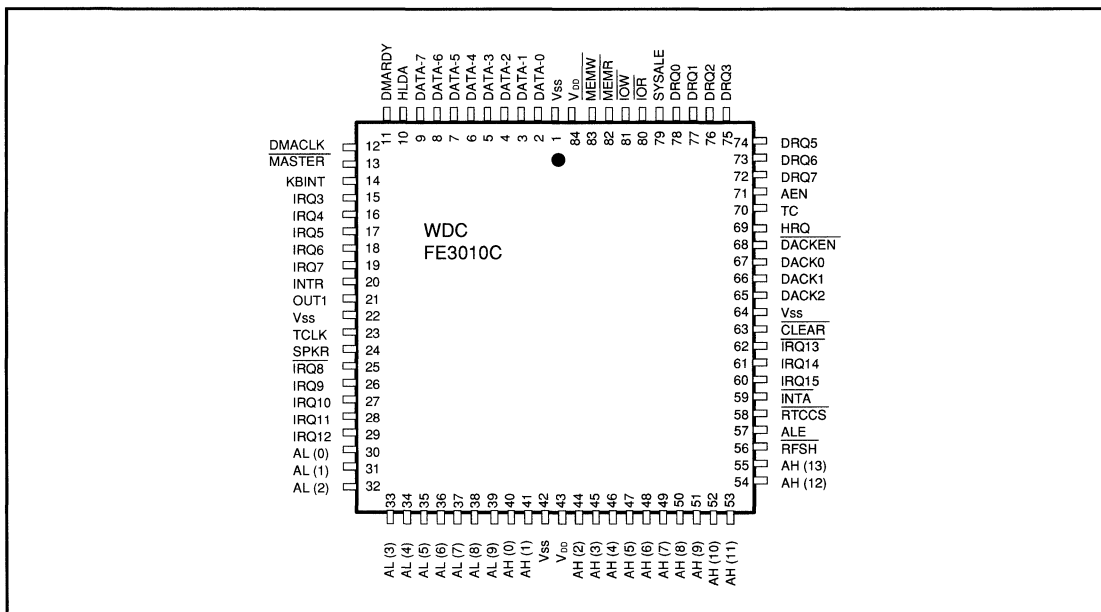 DMARDY
HLDA
DATA-7
DATA-6
DATA-5
DATA-4
DATA-3
DATA-2
DATA-1
DATA-0
Vss
VDD
MEMW
MEMR
IOW
IOR
SYSALE
DRQ0
DRQ1
DRQ2
DRQ3
11 10 9 8 7 6 5 4 3 2 1 84 83 82 81 80 79 78 77 76 75
DMACLK 12
MASTER 13
KBINT 14
IRQ3 15
IRQ4 16
IRQ5 17
IRQ6 18
IRQ7 19
INTR 20
OUT1 21
Vss 22
TCLK 23
SPKR 24
IRQ8 25
IRQ9 26
IRQ10 27
IRQ11 28
IRQ12 29
AL (0) 30
AL (1) 31
AL (2) 32
WDC
FE3010C
74 DRQ5
73 DRQ6
72 DRQ7
71 AEN
70 TC
69 HRQ
68 DACKEN
67 DACK0
66 DACK1
65 DACK2
64 Vss
63 CLEAR
62 IRQ13
61 IRQ14
60 IRQ15
59 INTA
58 RTCCS
57 ALE
56 RFSH
55 AH (13)
54 AH (12)
33 34 35 36 37 38 39 40 41 42 43 44 45 46 47 48 49 50 51 52 53
AL (3)
AL (4)
AL (5)
AL (6)
AL (7)
AL (8)
AL (9)
AH (0)
AH (1)
Vss
VDD
AH (2)
AH (3)
AH (4)
AH (5)
AH (6)
AH (7)
AH (8)
AH (9)
AH (10)
AH (11)